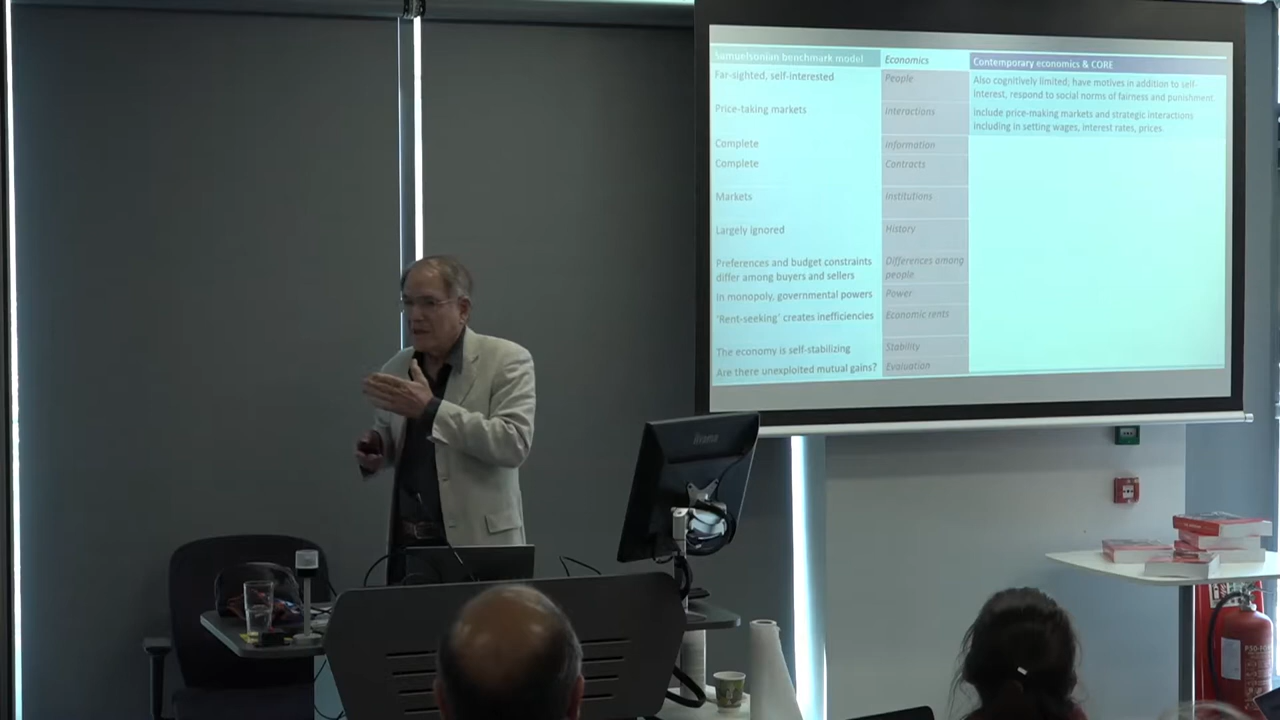 Samuelsonian benchmark model
Economics
Contemporary economics & CORE
Far-sighted, self-interested
People
Also cognitively limited, have motives in addition to self-
interest, respond to social norms of fairness and punishment.
Price-taking markets
Interactions
Include price-making markets and strategic interactions
including in setting wages, interest rates, prices.
Complete
Information
Complete
Contracts
Markets
Institutions
Largely ignored
History
Preferences and budget constraints
differ among buyers and sellers
Differences among
people
In monopoly, governmental powers
Power
'Rent-seeking' creates inefficiencies
Economic rents
The economy is self-stabilizing
Stability
Are there unexploited mutual gains?
Evaluation
iiyama